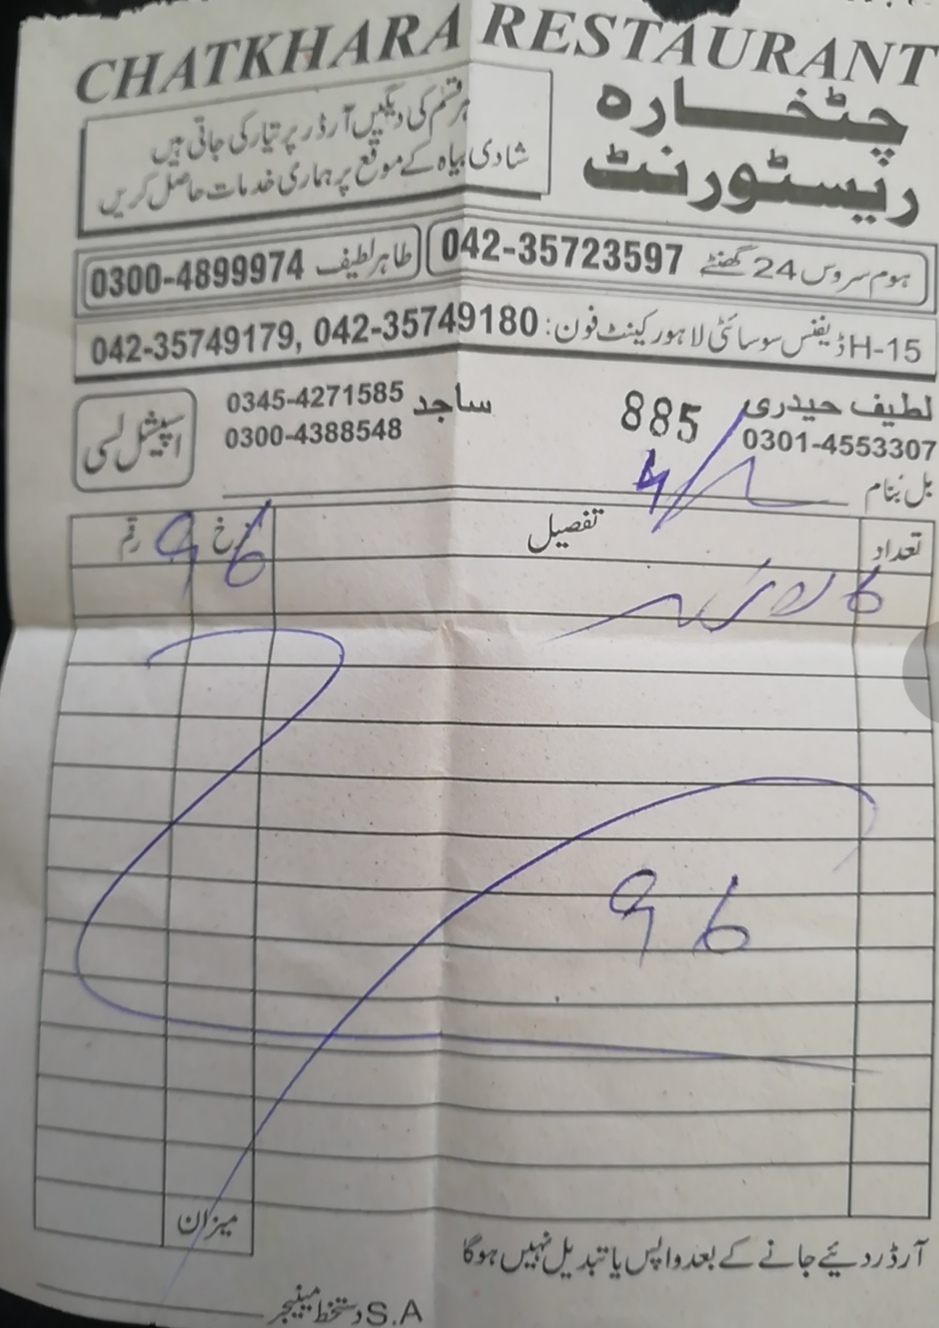 CHATKHARA RESTAURANT
چٹخارہ
ریسٹورنٹ
ہر قسم کی دیگیں آرڈر پر تیار کی جاتی ہیں
شادی بیاہ کے موقع پر ہماری خدمات حاصل کریں
ہوم سروس 24 گھنٹے 042-35723597
طاہر لطیف 0300-4899974
H-15 ڈیفنس سوسائٹی لاہور کینٹ فون: 042-35749179, 042-35749180
لطیف حیدری 0301-4553307
885
ساجد 0345-4271585
0300-4388548
اسپیشل لسی
بل بنام
تعداد تفصیل نرخ رقم
96
6
96
میزان
آرڈر دئیے جانے کے بعد واپس یا تبدیل نہیں ہوگا
S.A دستخط مینیجر